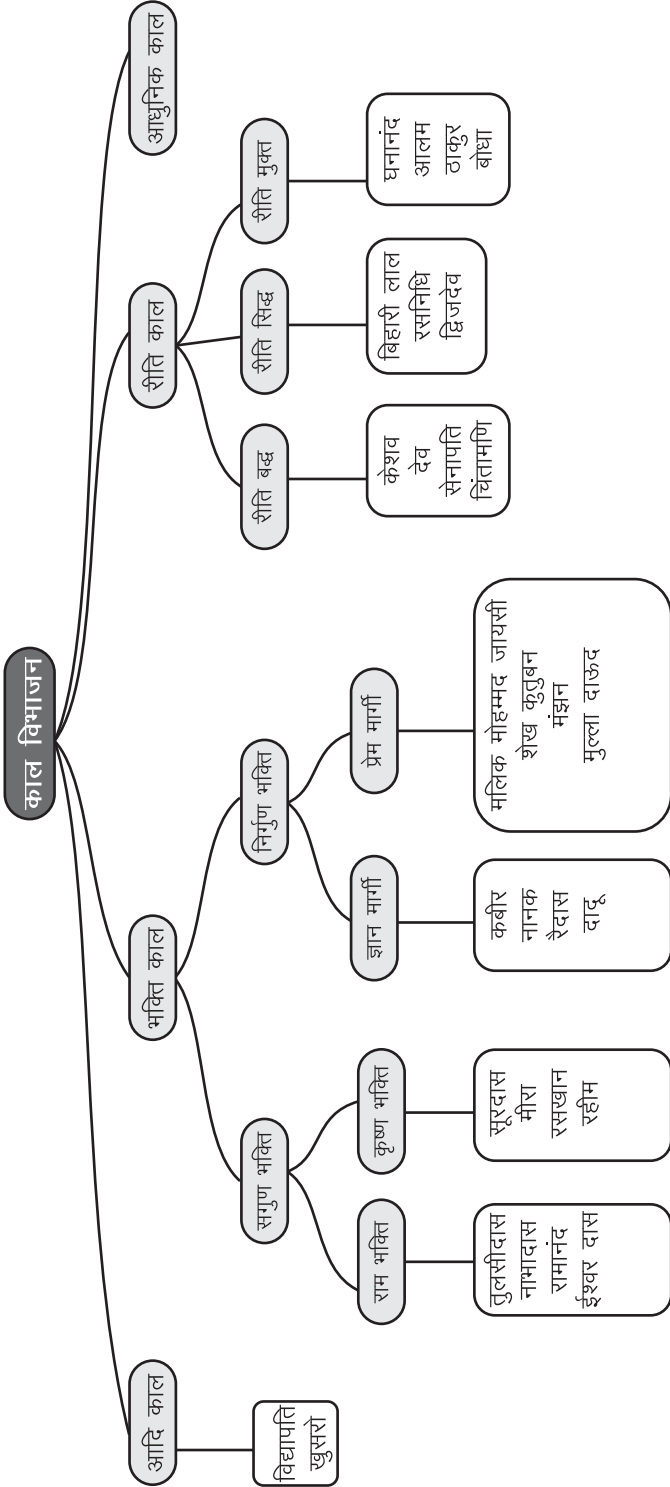 काल विभाजन
आदि काल
भक्ति काल
रीति काल
आधुनिक काल
विद्यापति
खुसरो
सगुण भक्ति
निर्गुण भक्ति
रीति बद्ध
रीति सिद्ध
रीति मुक्त
राम भक्ति
कृष्ण भक्ति
ज्ञान मार्गी
प्रेम मार्गी
तुलसीदास
नाभादास
रामानंद
ईश्वर दास
सूरदास
मीरा
रसखान
रहीम
कबीर
नानक
रैदास
दादू
मलिक मोहम्मद जायसी
शेख कुतुबन
मंझन
मुल्ला दाऊद
केशव
देव
सेनापति
चिंतामणि
बिहारी लाल
रसनिधि
द्विजदेव
घनानंद
आलम
ठाकुर
बोधा